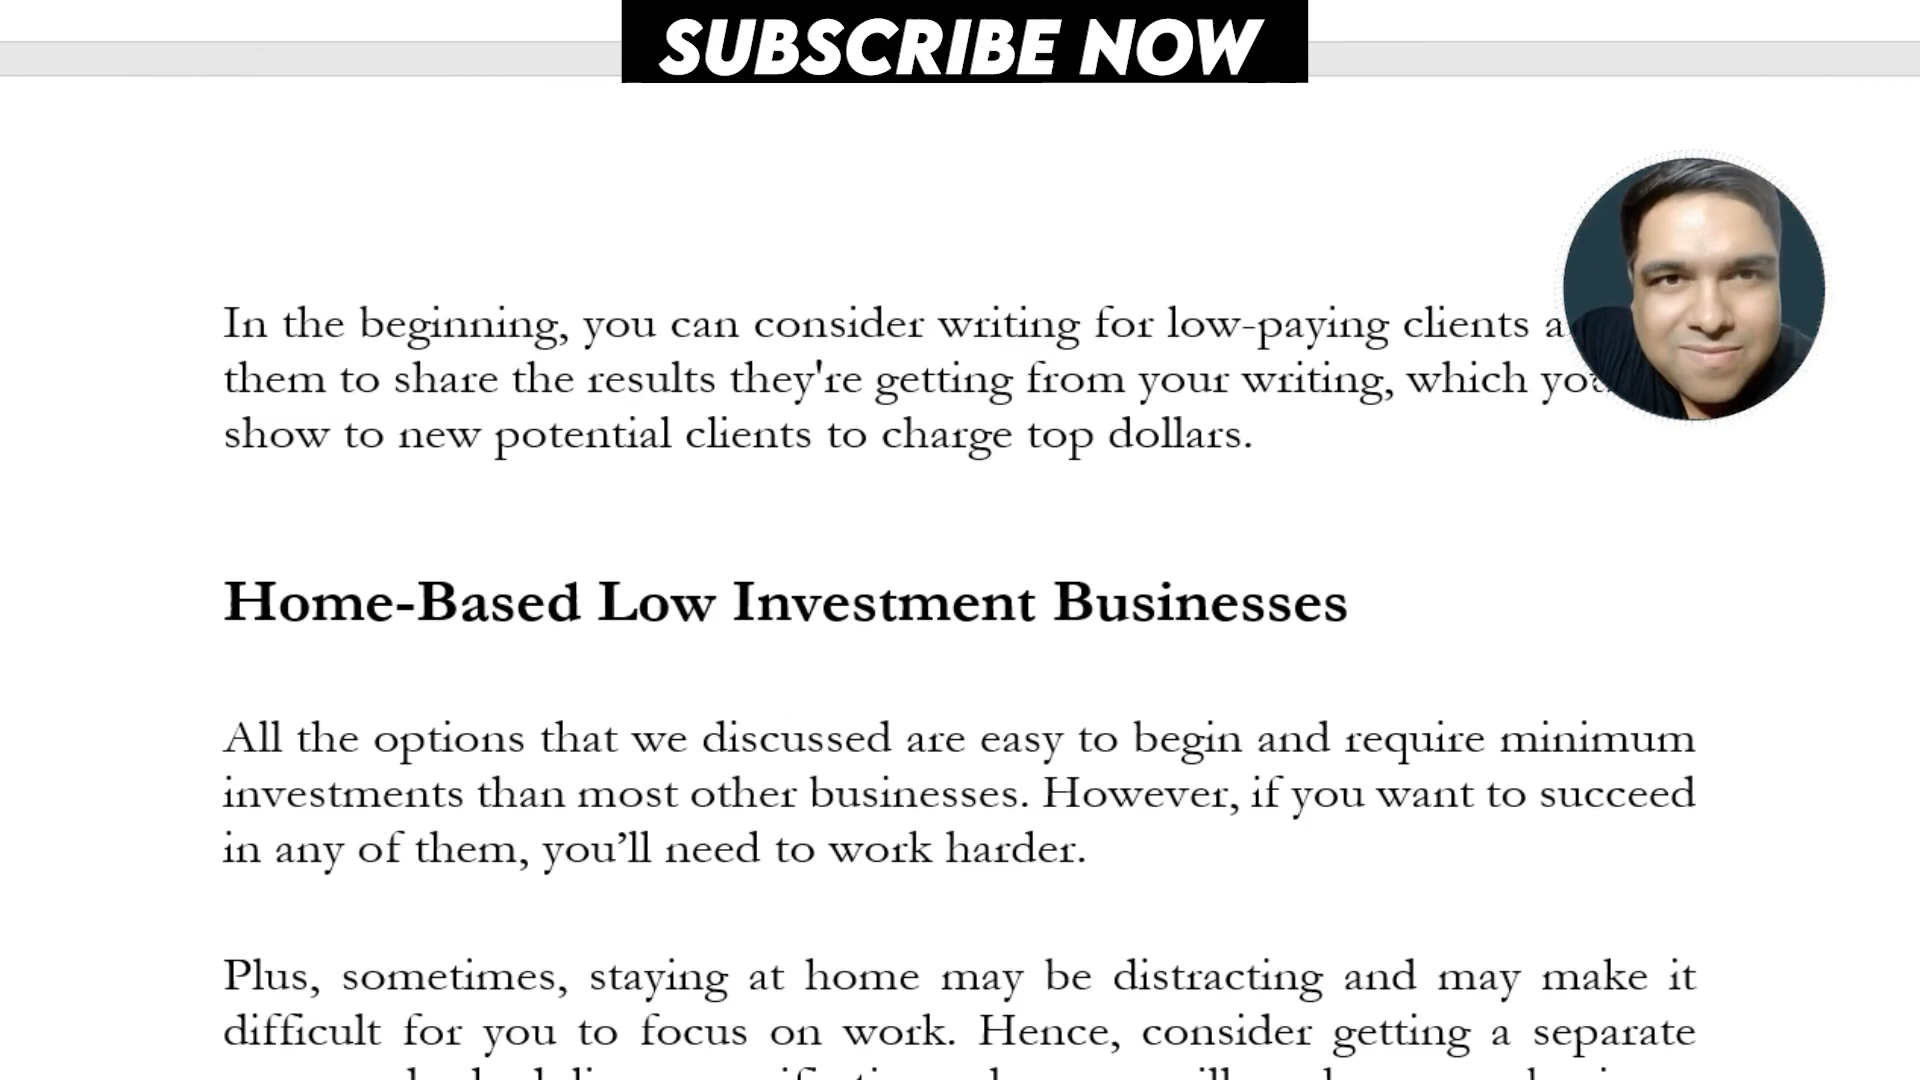 SUBSCRIBE NOW
In the beginning, you can consider writing for low-paying clients
them to share the results they're getting from your writing, which
show to new potential clients to charge top dollars.
Home-Based Low Investment Businesses
All the options that we discussed are easy to begin and require minimum
investments than most other businesses. However, if you want to succeed
in any of them, you’ll need to work harder.
Plus, sometimes, staying at home may be distracting and may make it
difficult for you to focus on work. Hence, consider getting a separate